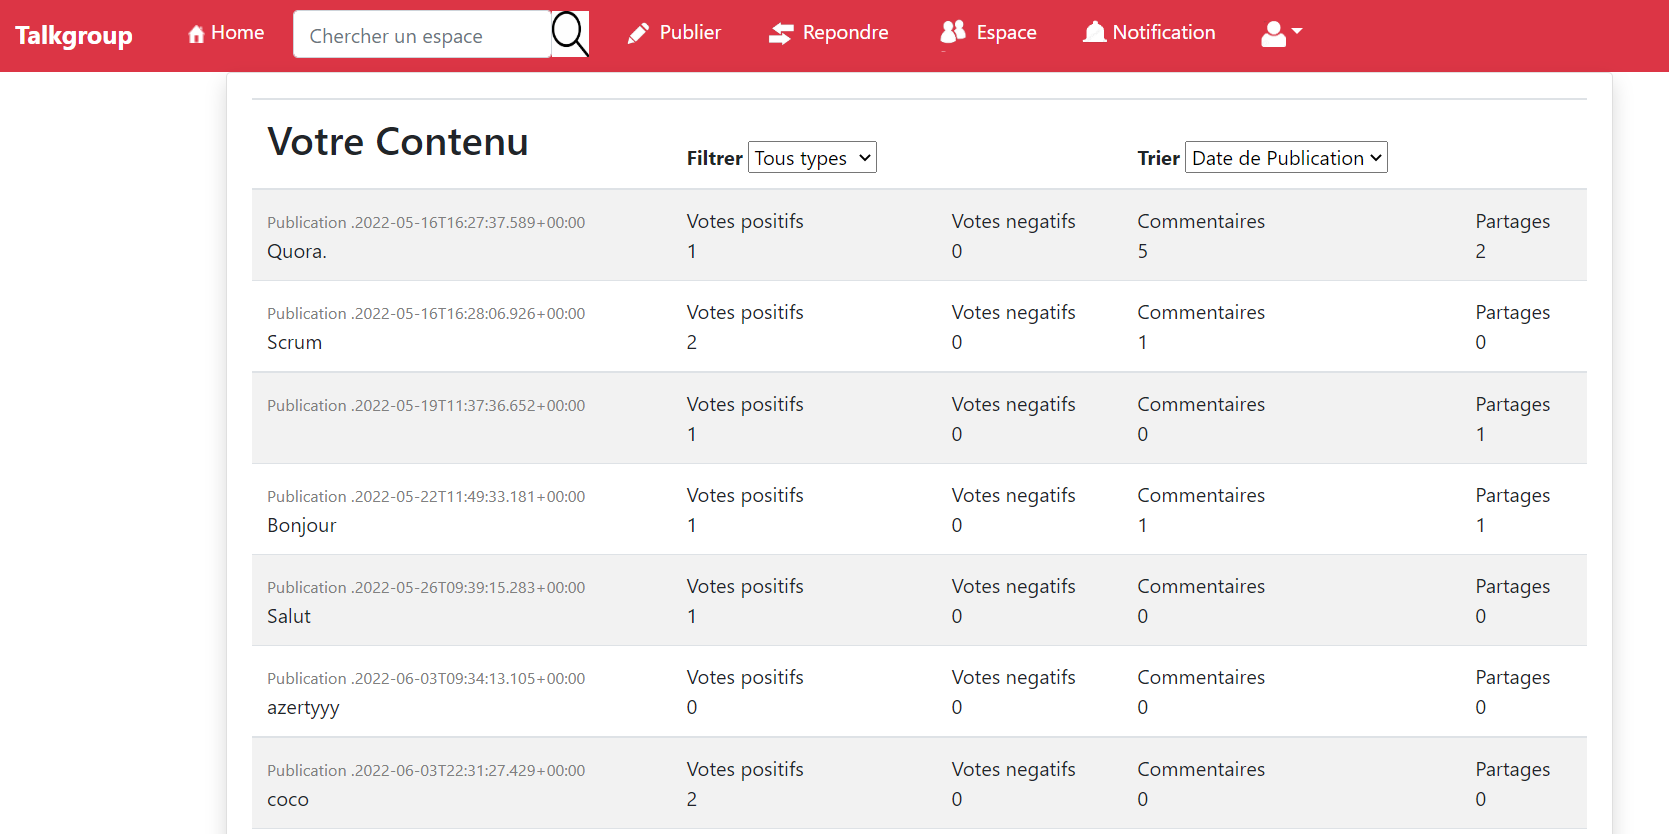 Talkgroup Home Chercher un espace Publier Repondre Espace Notification
Votre Contenu Filtrer Tous types Trier Date de Publication
Publication .2022-05-16T16:27:37.589+00:00 Votes positifs Votes negatifs Commentaires Partages
Quora. 1 0 5 2
Publication .2022-05-16T16:28:06.926+00:00 Votes positifs Votes negatifs Commentaires Partages
Scrum 2 0 1 0
Publication .2022-05-19T11:37:36.652+00:00 Votes positifs Votes negatifs Commentaires Partages
1 0 0 1
Publication .2022-05-22T11:49:33.181+00:00 Votes positifs Votes negatifs Commentaires Partages
Bonjour 1 0 1 1
Publication .2022-05-26T09:39:15.283+00:00 Votes positifs Votes negatifs Commentaires Partages
Salut 1 0 0 0
Publication .2022-06-03T09:34:13.105+00:00 Votes positifs Votes negatifs Commentaires Partages
azertyyy 0 0 0 0
Publication .2022-06-03T22:31:27.429+00:00 Votes positifs Votes negatifs Commentaires Partages
coco 2 0 0 0